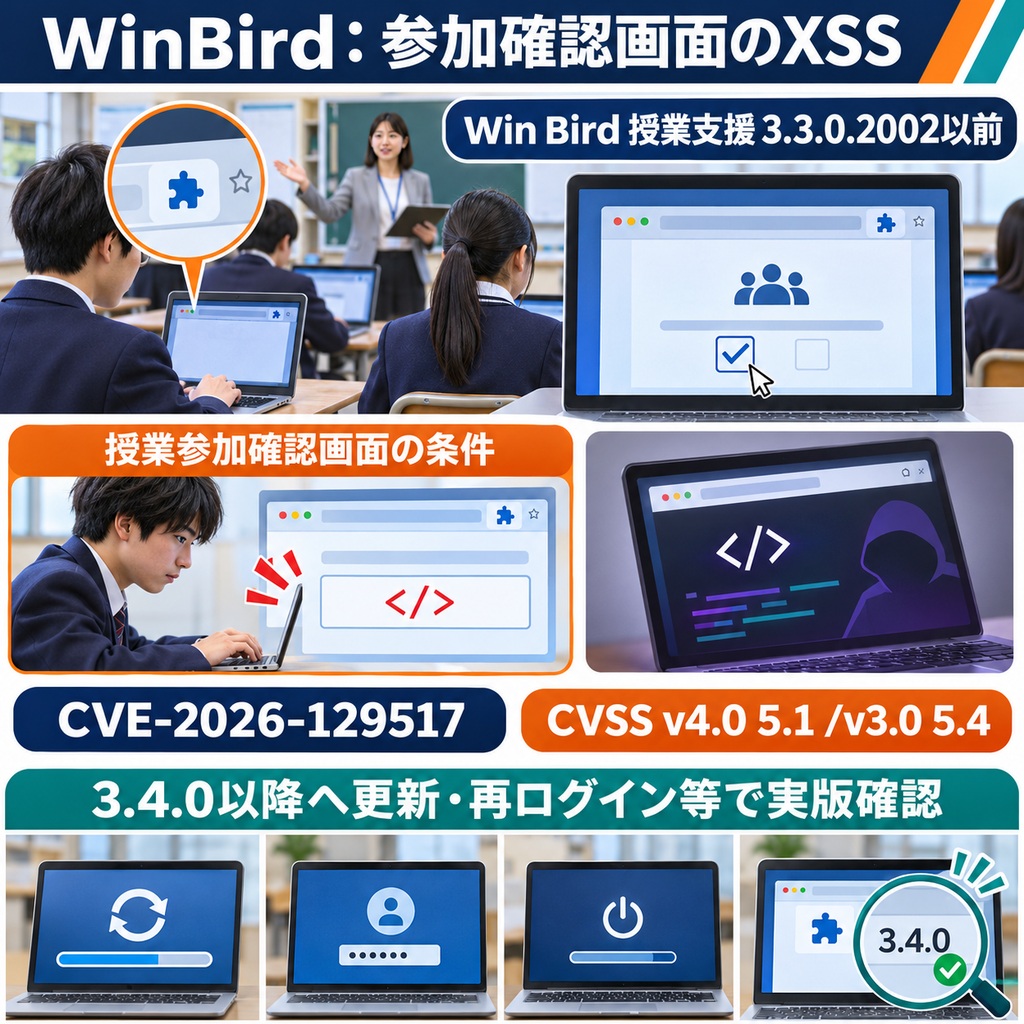 WinBird：参加確認画面のXSS
Win Bird 授業支援 3.3.0.2002以前
授業参加確認画面の条件
</>
</>
CVE-2026-129517
CVSS v4.0 5.1 /v3.0 5.4
3.4.0以降へ更新・再ログイン等で実版確認
3.4.0